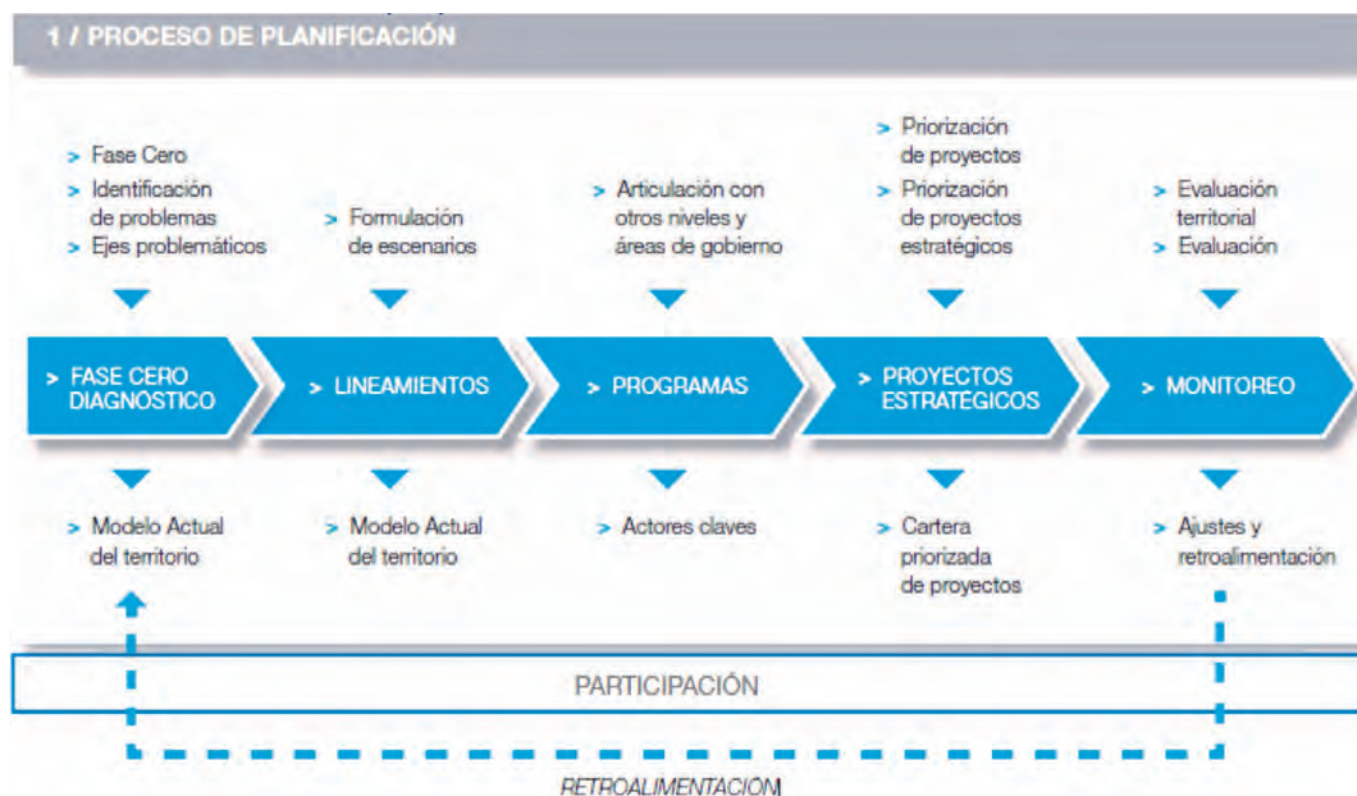 1 / PROCESO DE PLANIFICACIÓN
> Fase Cero
> Identificación
de problemas
> Ejes problemáticos
> Formulación
de escenarios
> Articulación con
otros niveles y
áreas de gobierno
> Priorización
de proyectos
> Priorización
de proyectos
estratégicos
> Evaluación
territorial
> Evaluación
> FASE CERO
DIAGNÓSTICO
> LINEAMIENTOS
> PROGRAMAS
> PROYECTOS
ESTRATÉGICOS
> MONITOREO
> Modelo Actual
del territorio
> Modelo Actual
del territorio
> Actores claves
> Cartera
priorizada
de proyectos
> Ajustes y
retroalimentación
PARTICIPACIÓN
RETROALIMENTACIÓN